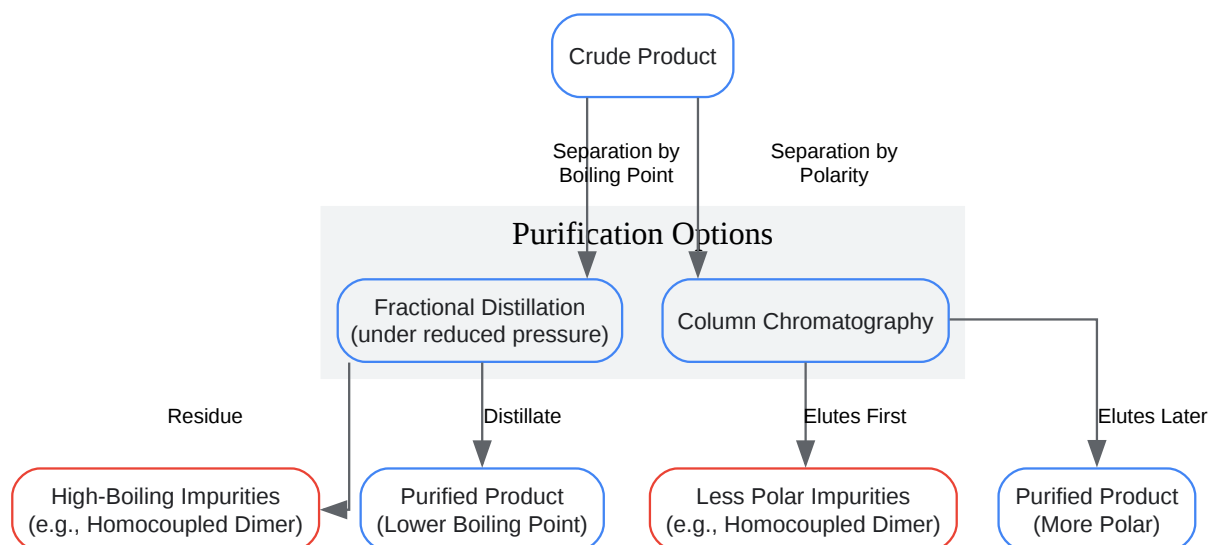 Crude Product
Separation by
Boiling Point
Separation by
Polarity
Purification Options
Fractional Distillation
(under reduced pressure)
Column Chromatography
Residue
Distillate
Elutes First
Elutes Later
High-Boiling Impurities
(e.g., Homocoupled Dimer)
Purified Product
(Lower Boiling Point)
Less Polar Impurities
(e.g., Homocoupled Dimer)
Purified Product
(More Polar)